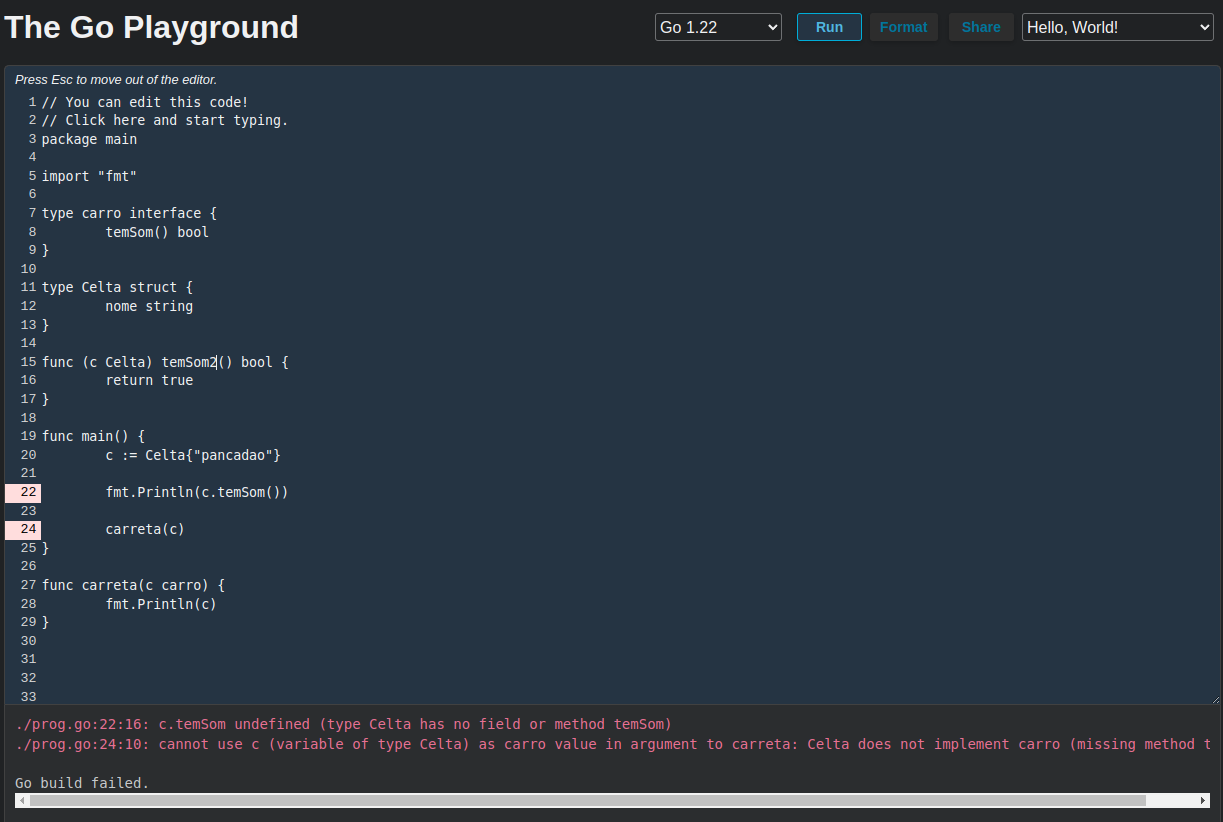 The Go Playground
Go 1.22 Run Format Share Hello, World!
Press Esc to move out of the editor.
1 // You can edit this code!
2 // Click here and start typing.
3 package main
4
5 import "fmt"
6
7 type carro interface {
8 temSom() bool
9 }
10
11 type Celta struct {
12 nome string
13 }
14
15 func (c Celta) temSom2() bool {
16 return true
17 }
18
19 func main() {
20 c := Celta{"pancadao"}
21
22 fmt.Println(c.temSom())
23
24 carreta(c)
25 }
26
27 func carreta(c carro) {
28 fmt.Println(c)
29 }
30
31
32
33
./prog.go:22:16: c.temSom undefined (type Celta has no field or method temSom)
./prog.go:24:10: cannot use c (variable of type Celta) as carro value in argument to carreta: Celta does not implement carro (missing method t
Go build failed.